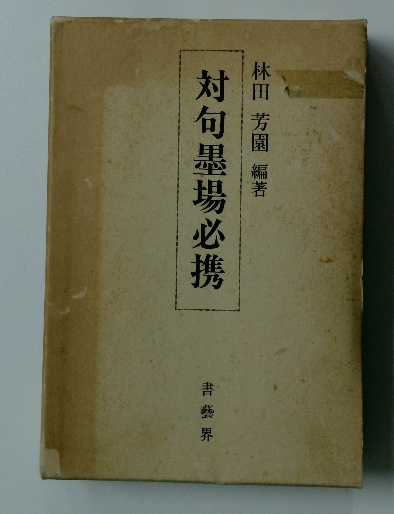 林田 芳園 編著
対句墨場必携
書藝界